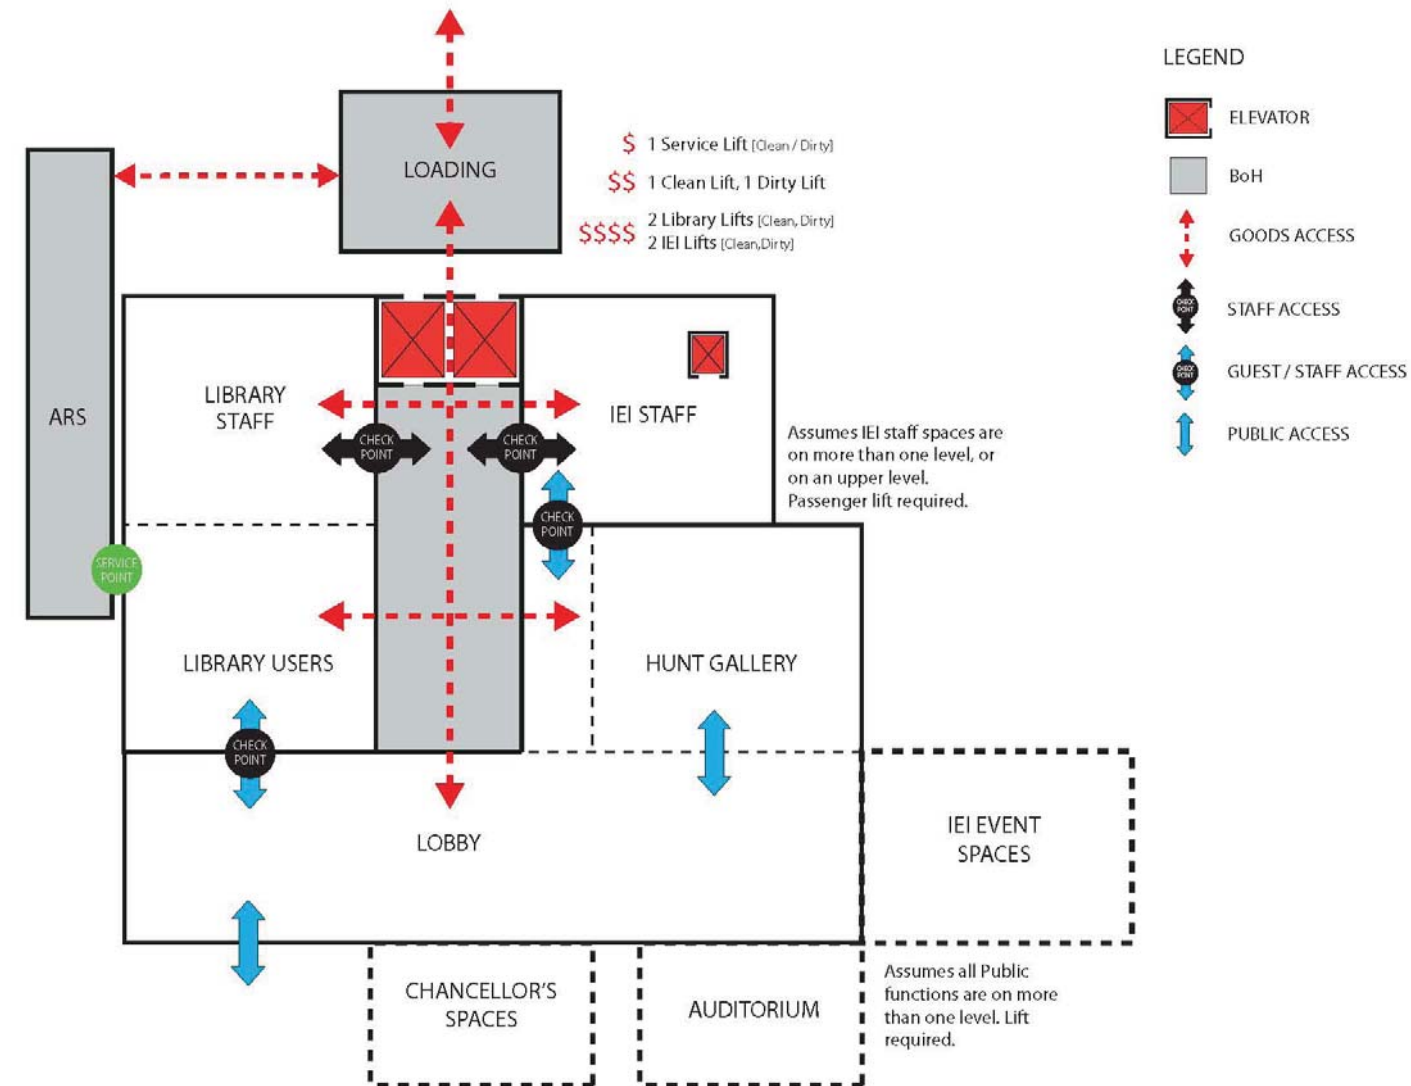 LEGEND
ELEVATOR
BoH
GOODS ACCESS
CHECK
POINT
STAFF ACCESS
CHECK
POINT
GUEST / STAFF ACCESS
PUBLIC ACCESS
LOADING
$ 1 Service Lift [Clean / Dirty]
$$ 1 Clean Lift, 1 Dirty Lift
$$$$ 2 Library Lifts [Clean, Dirty]
2 IEI Lifts [Clean,Dirty]
ARS
LIBRARY
STAFF
IEI STAFF
CHECK
POINT
CHECK
POINT
Assumes IEI staff spaces are
on more than one level, or
on an upper level.
Passenger lift required.
CHECK
POINT
SERVICE
POINT
LIBRARY USERS
HUNT GALLERY
CHECK
POINT
LOBBY
IEI EVENT
SPACES
CHANCELLOR'S
SPACES
AUDITORIUM
Assumes all Public
functions are on more
than one level. Lift
required.